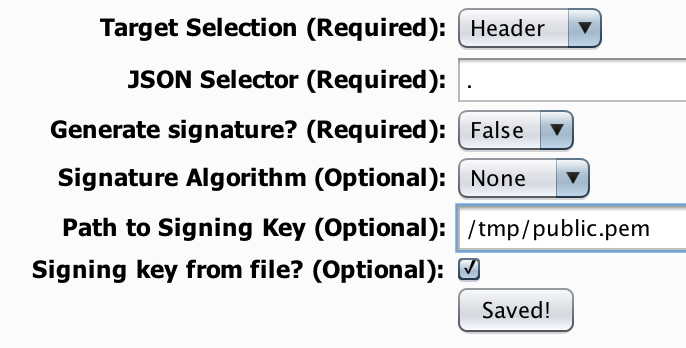 Target Selection (Required): Header
JSON Selector (Required): .
Generate signature? (Required): False
Signature Algorithm (Optional): None
Path to Signing Key (Optional): /tmp/public.pem
Signing key from file? (Optional):
Saved!